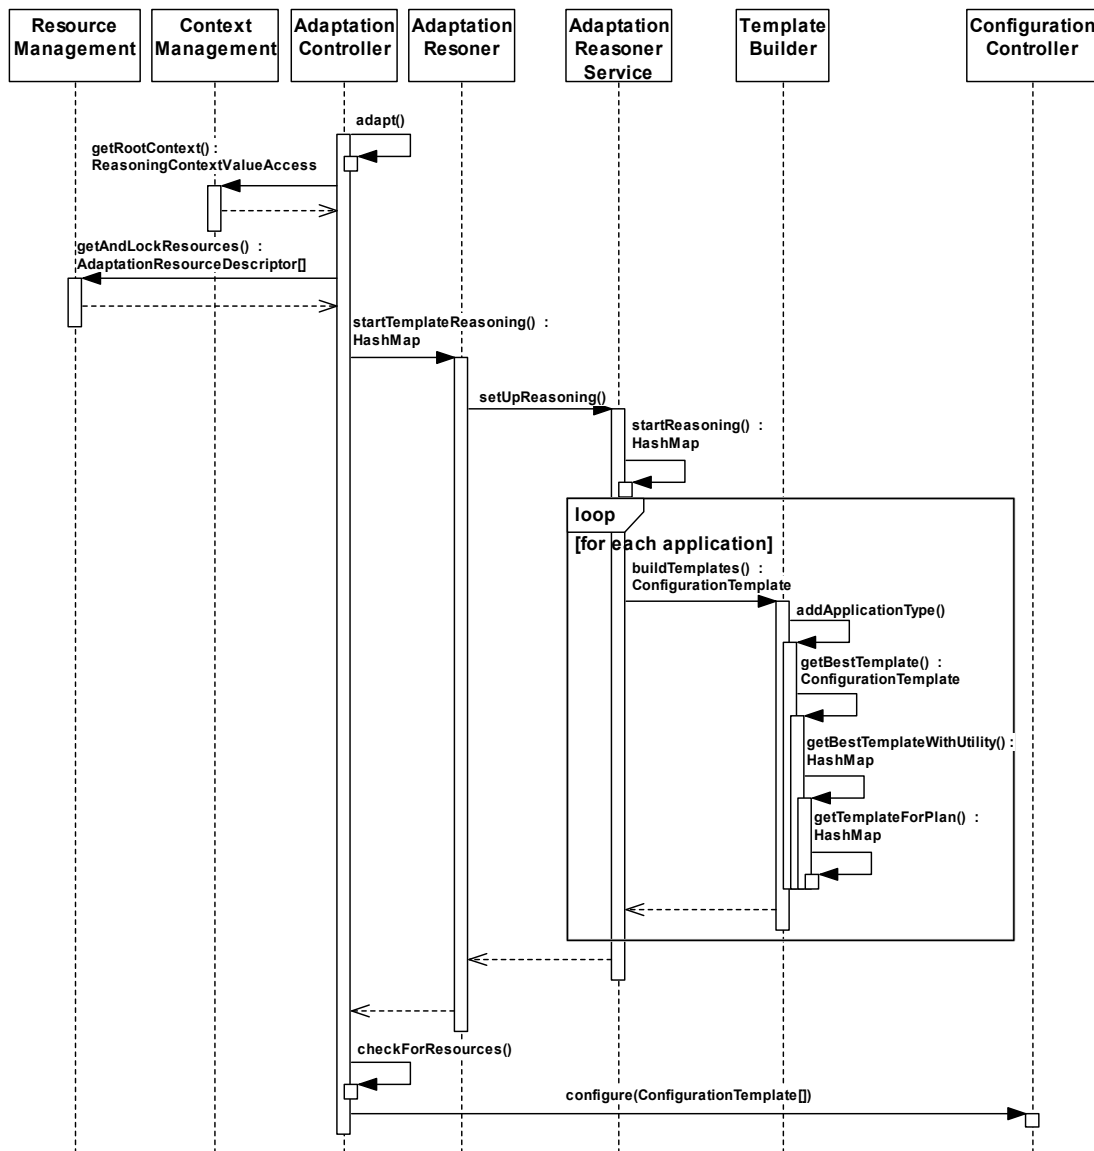 Resource
Management
Context
Management
Adaptation
Controller
Adaptation
Resoner
Adaptation
Reasoner
Service
Template
Builder
Configuration
Controller
adapt()
getRootContext() :
ReasoningContextValueAccess
getAndLockResources() :
AdaptationResourceDescriptor[]
startTemplateReasoning() :
HashMap
setUpReasoning()
startReasoning() :
HashMap
loop
[for each application]
buildTemplates() :
ConfigurationTemplate
addApplicationType()
getBestTemplate() :
ConfigurationTemplate
getBestTemplateWithUtility() :
HashMap
getTemplateForPlan() :
HashMap
checkForResources()
configure(ConfigurationTemplate[])